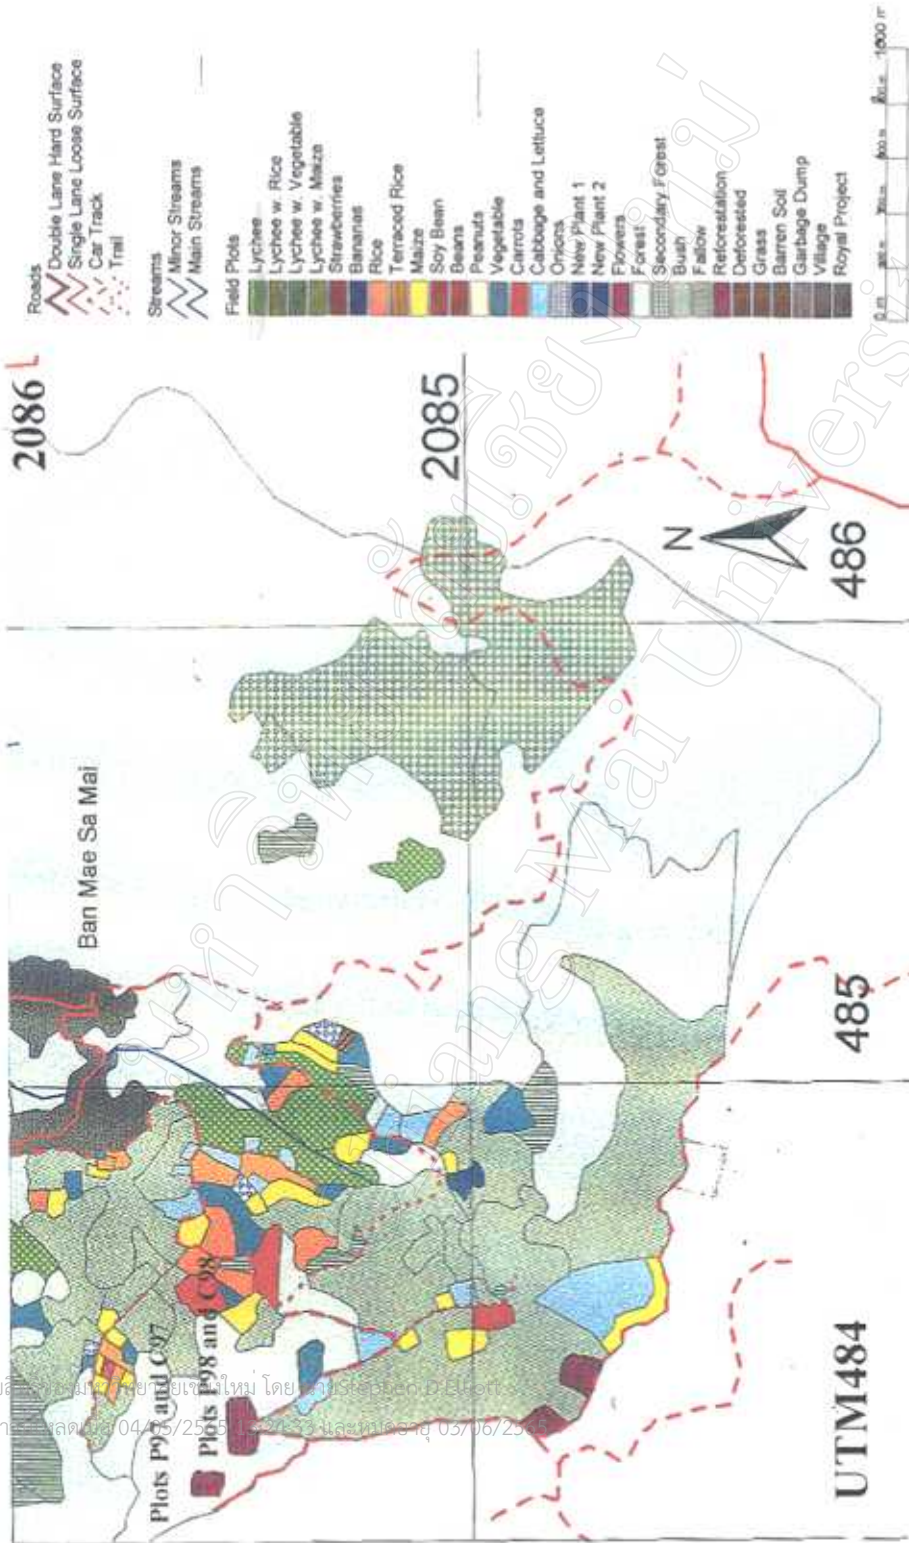 Roads
Double Lane Hard Surface
Single Lane Loose Surface
Car Track
Trail
Streams
Minor Streams
Main Streams
Field Plots
Lychee
Lychee w. Rice
Lychee w. Vegetable
Lychee w. Maize
Strawberries
Bananas
Rice
Terraced Rice
Maize
Soy Bean
Beans
Peanuts
Vegetable
Carrots
Cabbage and Lettuce
Onions
New Plant 1
New Plant 2
Flowers
Forest
Secondary Forest
Bush
Fallow
Reforestation
Deforested
Grass
Barren Soil
Garbage Dump
Village
Royal Project
2086
2085
Ban Mae Sa Mai
N
486
485
UTM484
Plots P97 and C97
Plots P98 and C98
Chiang Mai Universi